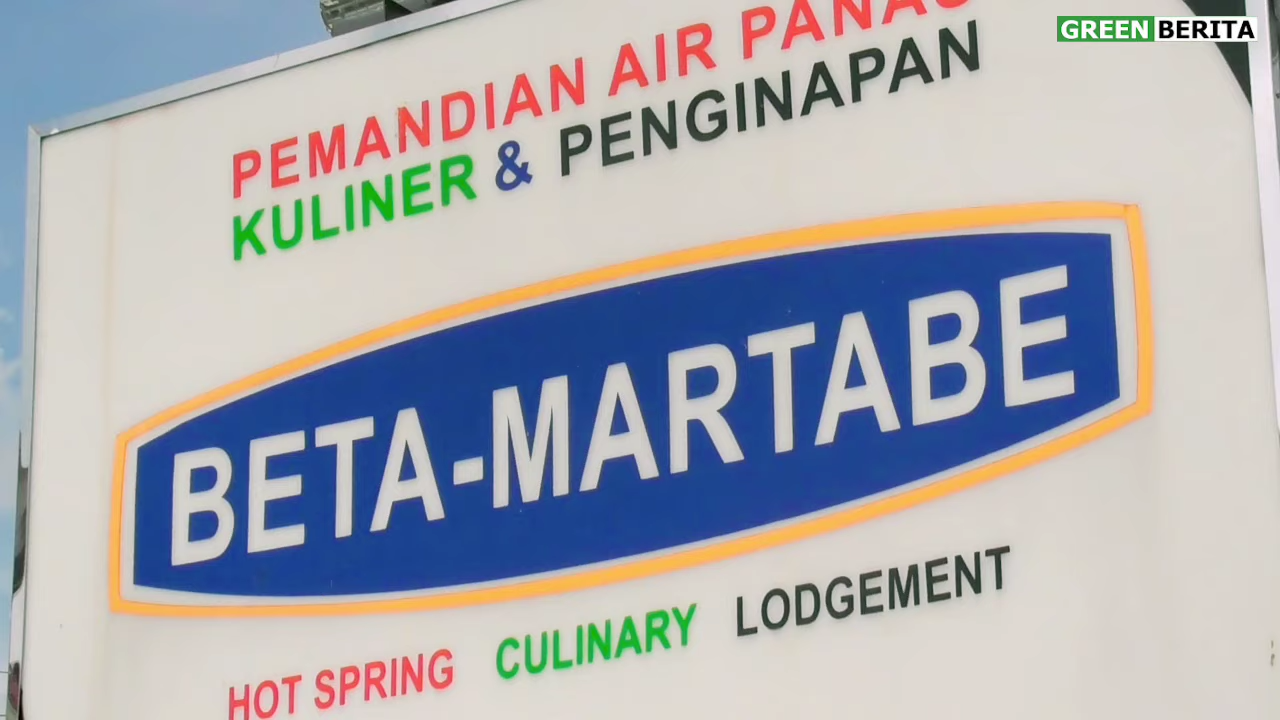 GREEN BERITA
PEMANDIAN AIR PANAS
KULINER & PENGINAPAN
BETA-MARTABE
HOT SPRING CULINARY LODGEMENT